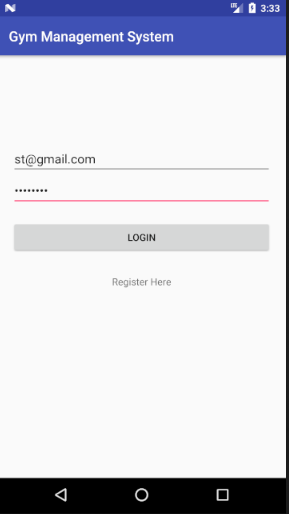 3:33
Gym Management System
st@gmail.com
••••••••
LOGIN
Register Here